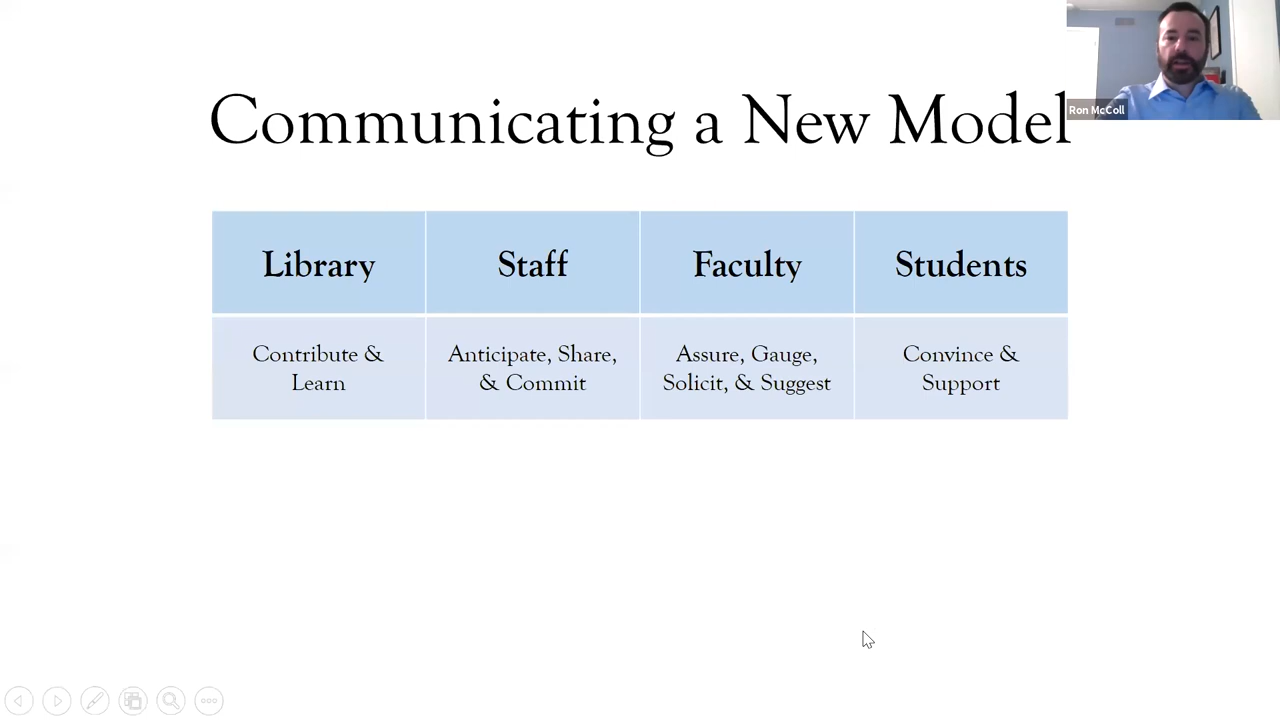 Communicating a New Model
Ron McColl
Library
Staff
Faculty
Students
Contribute &
Learn
Anticipate, Share,
& Commit
Assure, Gauge,
Solicit, & Suggest
Convince &
Support